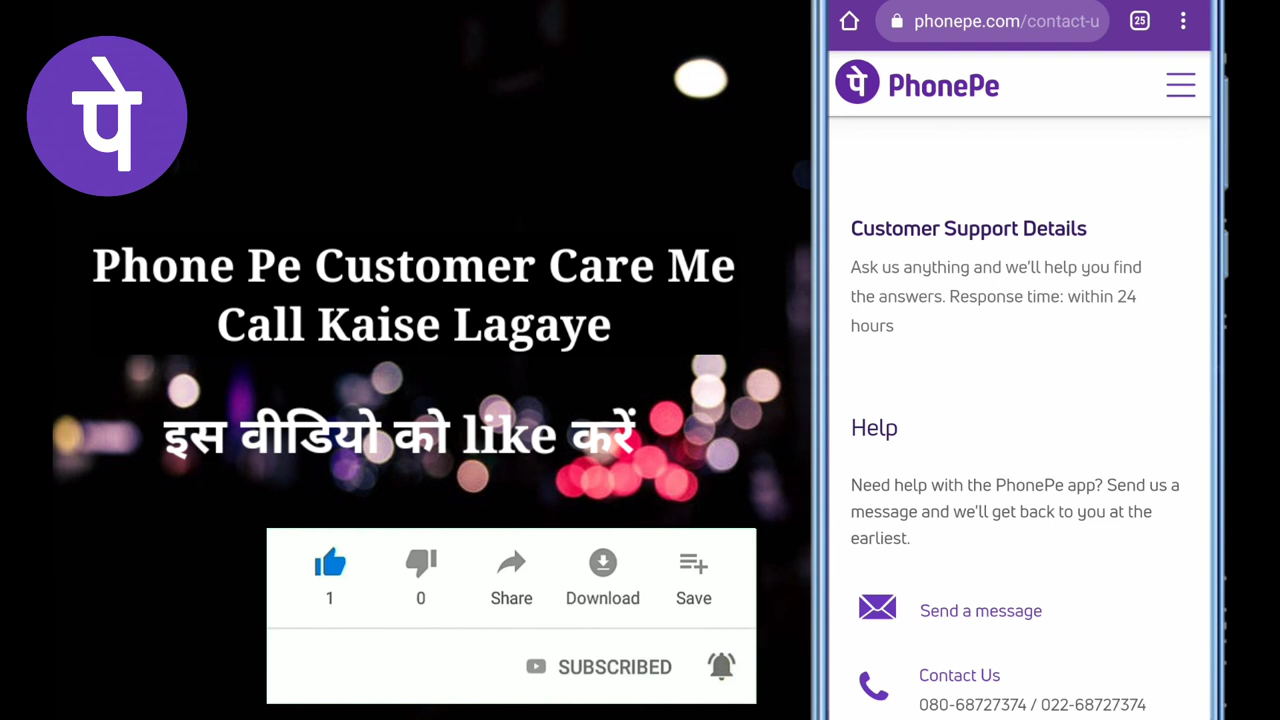 पे
Phone Pe Customer Care Me
Call Kaise Lagaye
इस वीडियो को like करें
1
0
Share
Download
Save
SUBSCRIBED
phonepe.com/contact-u
25
पे PhonePe
Customer Support Details
Ask us anything and we'll help you find
the answers. Response time: within 24
hours
Help
Need help with the PhonePe app? Send us a
message and we'll get back to you at the
earliest.
Send a message
Contact Us
080-68727374 / 022-68727374